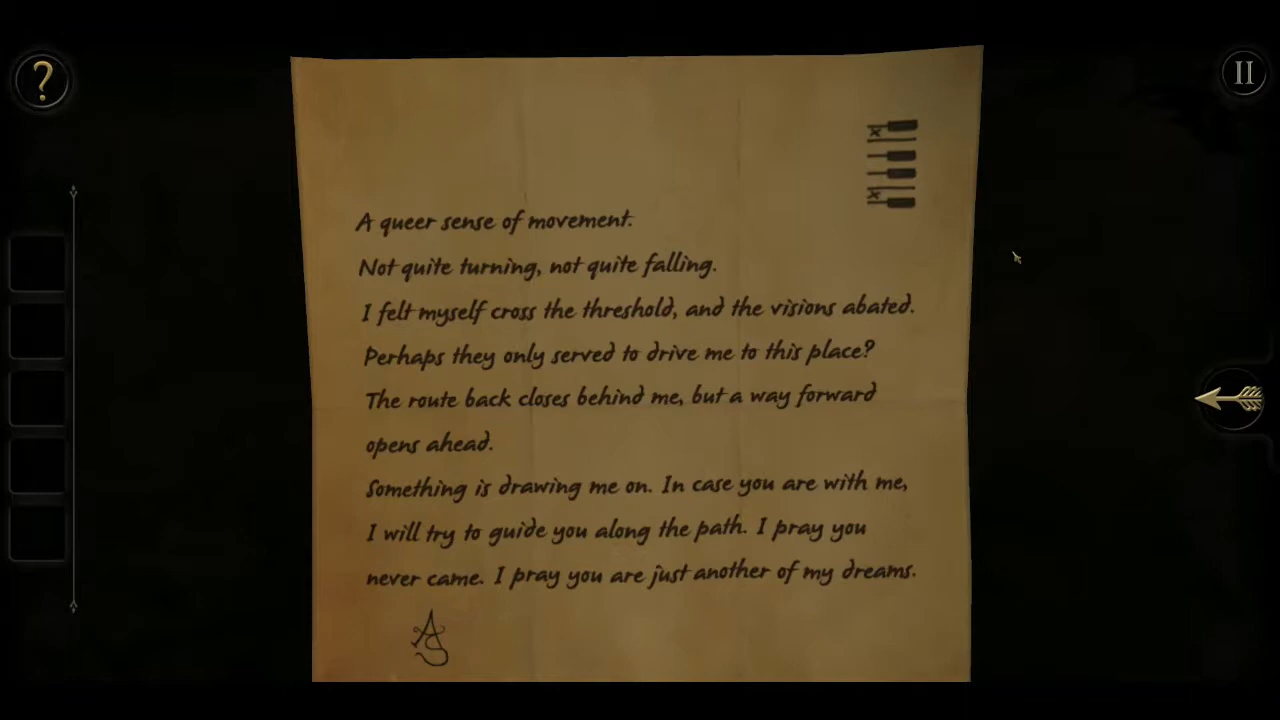 A queer sense of movement.
Not quite turning, not quite falling.
I felt myself cross the threshold, and the visions abated.
Perhaps they only served to drive me to this place?
The route back closes behind me, but a way forward
opens ahead.
Something is drawing me on. In case you are with me,
I will try to guide you along the path. I pray you
never came. I pray you are just another of my dreams.
AS